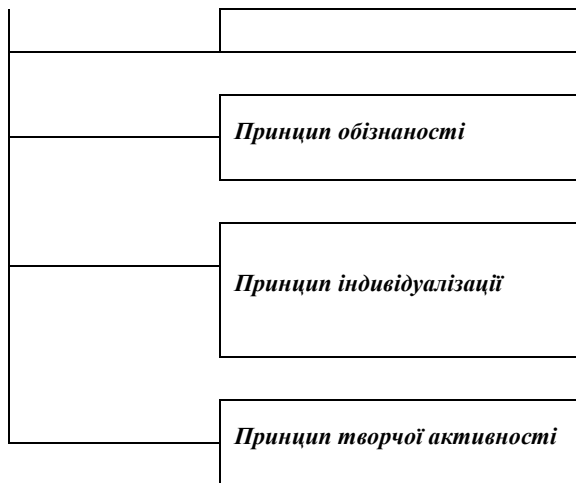 Принцип обізнаності
Принцип індивідуалізації
Принцип творчої активності